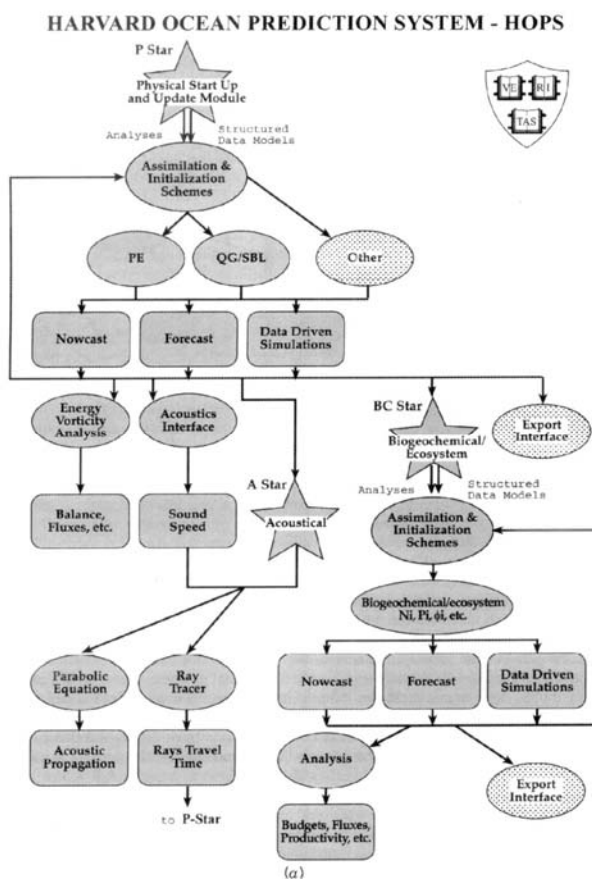 HARVARD OCEAN PREDICTION SYSTEM - HOPS
P Star
Physical Start Up
and Update Module
VE RI
TAS
Analyses
Structured
Data Models
Assimilation &
Initialization
Schemes
PE
QG/SBL
Other
Nowcast
Forecast
Data Driven
Simulations
Energy
Vorticity
Analysis
Acoustics
Interface
BC Star
Biogeochemical/
Ecosystem
Export
Interface
Analyses
Structured
Data Models
Balance,
Fluxes, etc.
Sound
Speed
A Star
Acoustical
Assimilation &
Initialization
Schemes
Biogeochemical/ecosystem
Ni, Pi, ϕi, etc.
Parabolic
Equation
Ray
Tracer
Nowcast
Forecast
Data Driven
Simulations
Acoustic
Propagation
Rays Travel
Time
Analysis
Export
Interface
to P-Star
Budgets, Fluxes,
Productivity, etc.
(a)